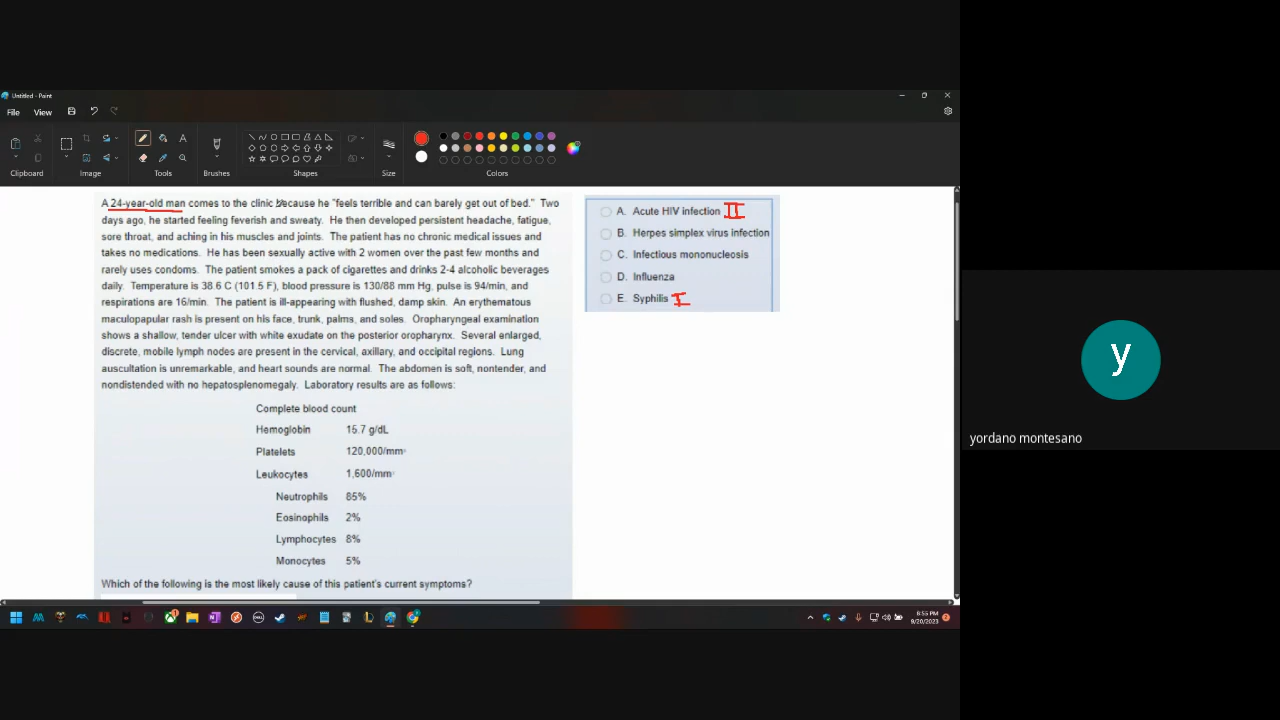 Untitled - Paint
File View
Clipboard Image Tools Brushes Shapes Size Colors
A 24-year-old man comes to the clinic because he "feels terrible and can barely get out of bed." Two
days ago, he started feeling feverish and sweaty. He then developed persistent headache, fatigue,
sore throat, and aching in his muscles and joints. The patient has no chronic medical issues and
takes no medications. He has been sexually active with 2 women over the past few months and
rarely uses condoms. The patient smokes a pack of cigarettes and drinks 2-4 alcoholic beverages
daily. Temperature is 38.6 C (101.5 F), blood pressure is 130/88 mm Hg, pulse is 94/min, and
respirations are 16/min. The patient is ill-appearing with flushed, damp skin. An erythematous
maculopapular rash is present on his face, trunk, palms, and soles. Oropharyngeal examination
shows a shallow, tender ulcer with white exudate on the posterior oropharynx. Several enlarged,
discrete, mobile lymph nodes are present in the cervical, axillary, and occipital regions. Lung
auscultation is unremarkable, and heart sounds are normal. The abdomen is soft, nontender, and
nondistended with no hepatosplenomegaly. Laboratory results are as follows:
Complete blood count
Hemoglobin 15.7 g/dL
Platelets 120,000/mm³
Leukocytes 1,600/mm³
Neutrophils 85%
Eosinophils 2%
Lymphocytes 8%
Monocytes 5%
Which of the following is the most likely cause of this patient's current symptoms?
A. Acute HIV infection II
B. Herpes simplex virus infection
C. Infectious mononucleosis
D. Influenza
E. Syphilis I
y
yordano montesano
8:53 PM
9/20/2023